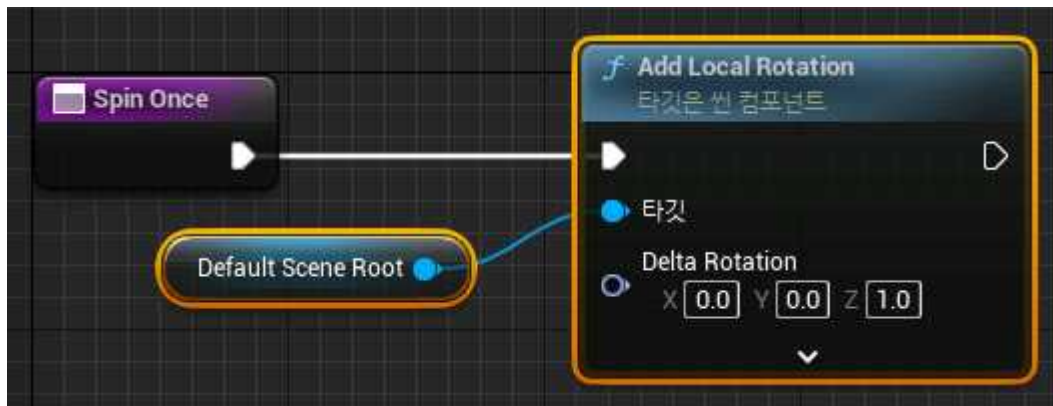 Spin Once
f Add Local Rotation
타깃은 씬 컴포넌트
타깃
Default Scene Root
Delta Rotation
X 0.0 Y 0.0 Z 1.0